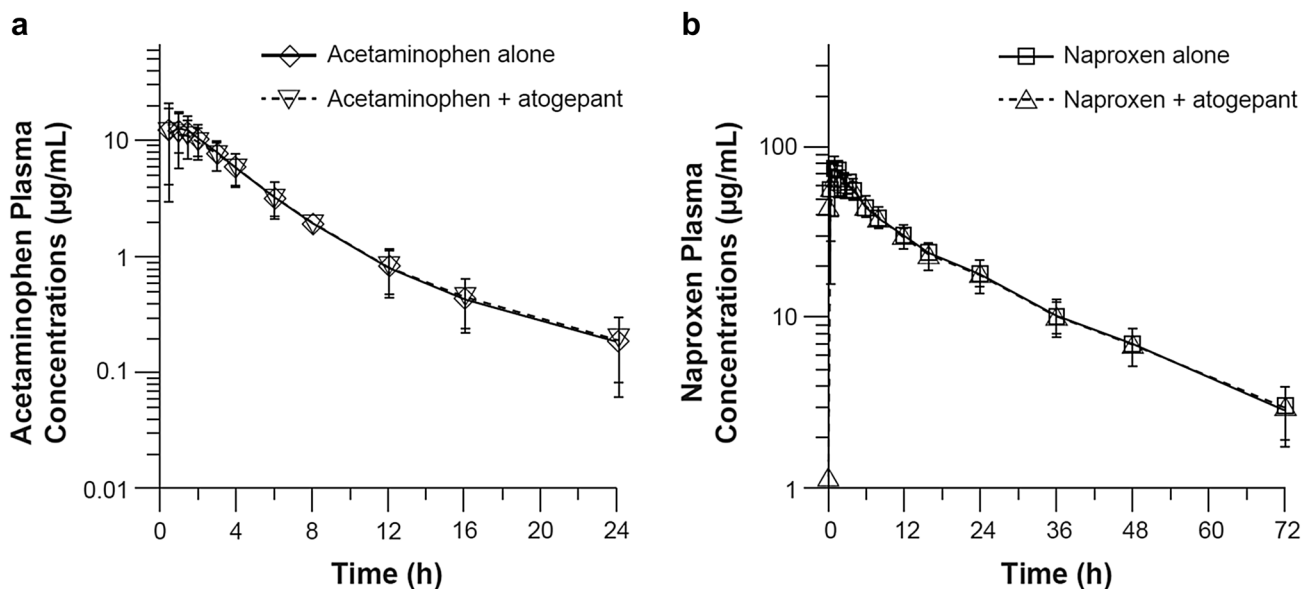 a
Acetaminophen alone
Acetaminophen + atogepant
Acetaminophen Plasma
Concentrations (µg/mL)
10
1
0.1
0.01
0 4 8 12 16 20 24
Time (h)
b
Naproxen alone
Naproxen + atogepant
Naproxen Plasma
Concentrations (µg/mL)
100
10
1
0 12 24 36 48 60 72
Time (h)